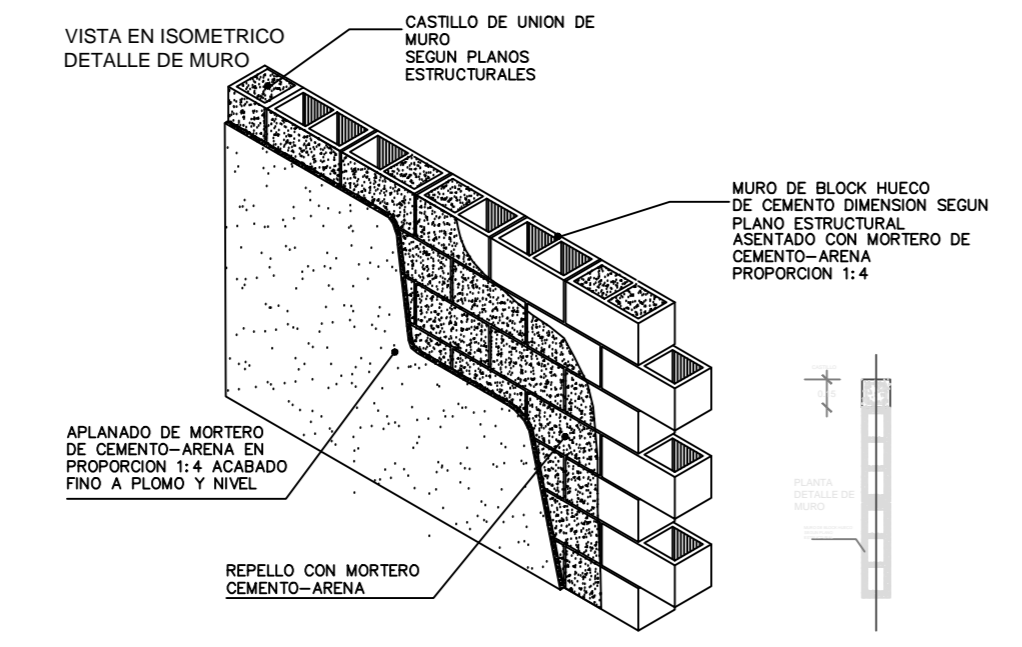 VISTA EN ISOMETRICO
DETALLE DE MURO
CASTILLO DE UNION DE
MURO
SEGUN PLANOS
ESTRUCTURALES
MURO DE BLOCK HUECO
DE CEMENTO DIMENSION SEGUN
PLANO ESTRUCTURAL
ASENTADO CON MORTERO DE
CEMENTO-ARENA
PROPORCION 1:4
APLANADO DE MORTERO
DE CEMENTO-ARENA EN
PROPORCION 1:4 ACABADO
FINO A PLOMO Y NIVEL
REPELLO CON MORTERO
CEMENTO-ARENA
PLANTA
DETALLE DE
MURO